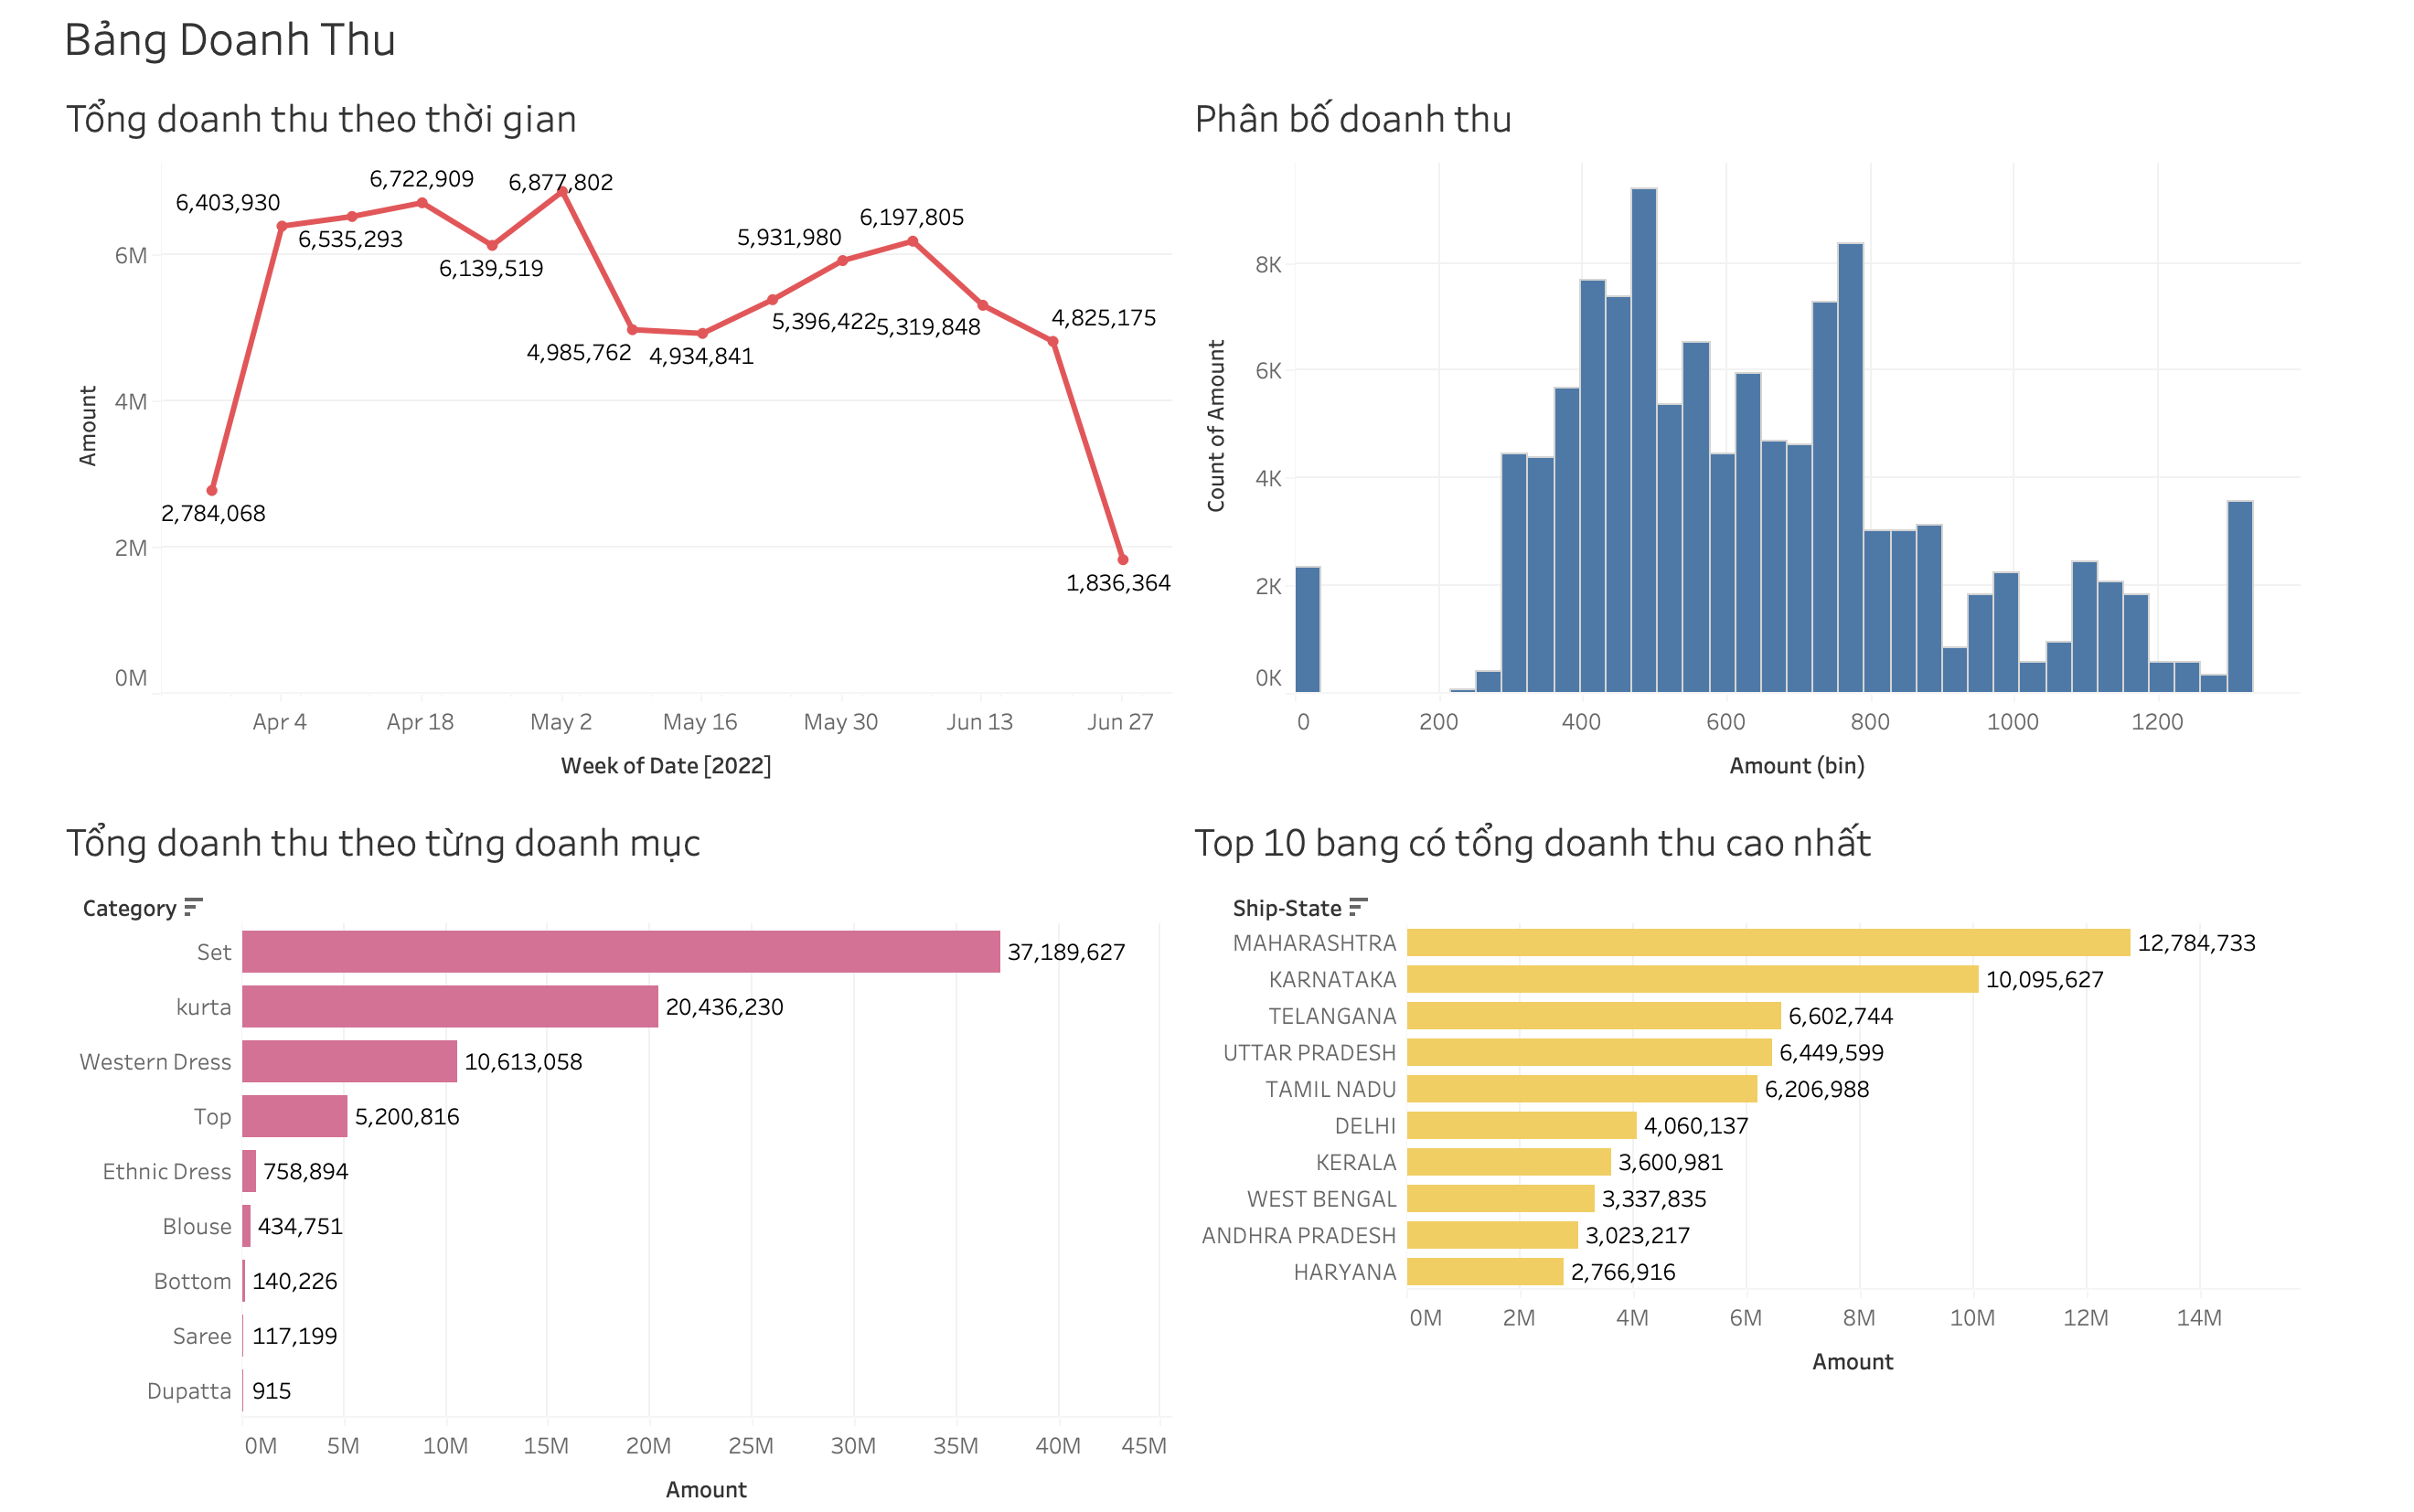 Bảng Doanh Thu
Tổng doanh thu theo thời gian
6,403,930
6,535,293
6,722,909
6,139,519
6,877,802
4,985,762
4,934,841
5,396,422
5,931,980
6,197,805
5,319,848
4,825,175
2,784,068
1,836,364
Amount
6M
4M
2M
0M
Apr 4
Apr 18
May 2
May 16
May 30
Jun 13
Jun 27
Week of Date [2022]
Phân bố doanh thu
Count of Amount
8K
6K
4K
2K
0K
0
200
400
600
800
1000
1200
Amount (bin)
Tổng doanh thu theo từng doanh mục
Category
Set 37,189,627
kurta 20,436,230
Western Dress 10,613,058
Top 5,200,816
Ethnic Dress 758,894
Blouse 434,751
Bottom 140,226
Saree 117,199
Dupatta 915
0M 5M 10M 15M 20M 25M 30M 35M 40M 45M
Amount
Top 10 bang có tổng doanh thu cao nhất
Ship-State
MAHARASHTRA 12,784,733
KARNATAKA 10,095,627
TELANGANA 6,602,744
UTTAR PRADESH 6,449,599
TAMIL NADU 6,206,988
DELHI 4,060,137
KERALA 3,600,981
WEST BENGAL 3,337,835
ANDHRA PRADESH 3,023,217
HARYANA 2,766,916
0M 2M 4M 6M 8M 10M 12M 14M
Amount